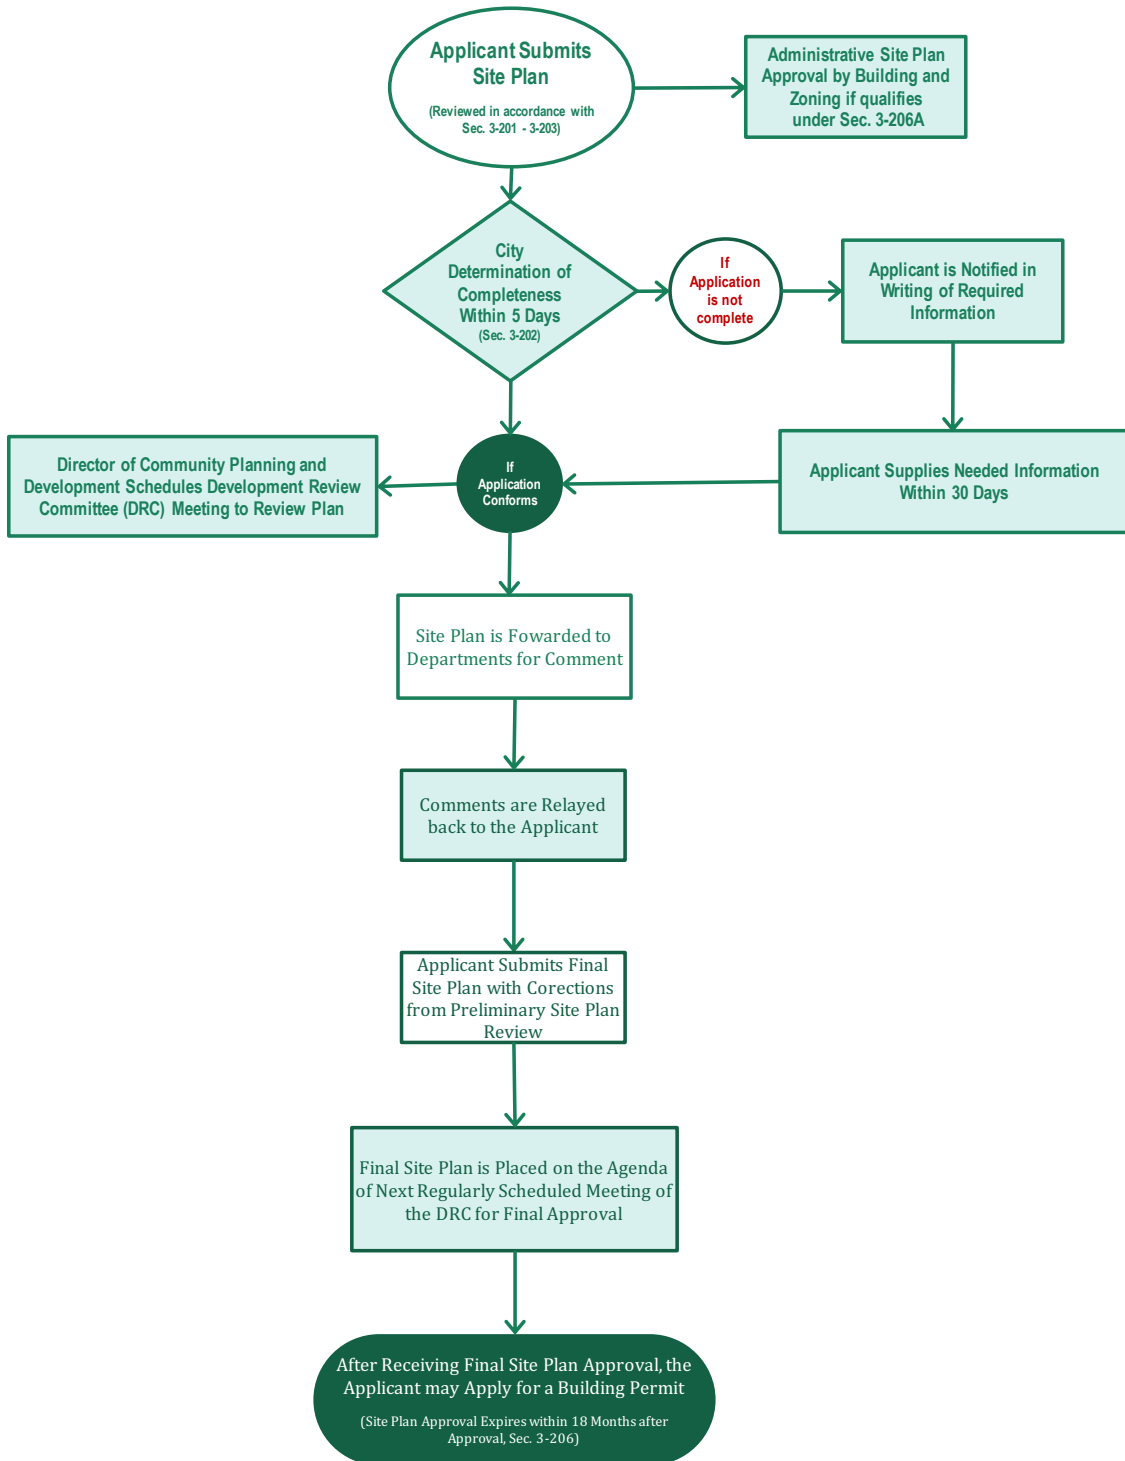 Applicant Submits
Site Plan
(Reviewed in accordance with
Sec. 3-201 - 3-203)
Administrative Site Plan
Approval by Building and
Zoning if qualifies
under Sec. 3-206A
City
Determination of
Completeness
Within 5 Days
(Sec. 3-202)
If
Application
is not
complete
Applicant is Notified in
Writing of Required
Information
Director of Community Planning and
Development Schedules Development Review
Committee (DRC) Meeting to Review Plan
If
Application
Conforms
Applicant Supplies Needed Information
Within 30 Days
Site Plan is Fowarded to
Departments for Comment
Comments are Relayed
back to the Applicant
Applicant Submits Final
Site Plan with Corections
from Preliminary Site Plan
Review
Final Site Plan is Placed on the Agenda
of Next Regularly Scheduled Meeting of
the DRC for Final Approval
After Receiving Final Site Plan Approval, the
Applicant may Apply for a Building Permit
(Site Plan Approval Expires within 18 Months after
Approval, Sec. 3-206)